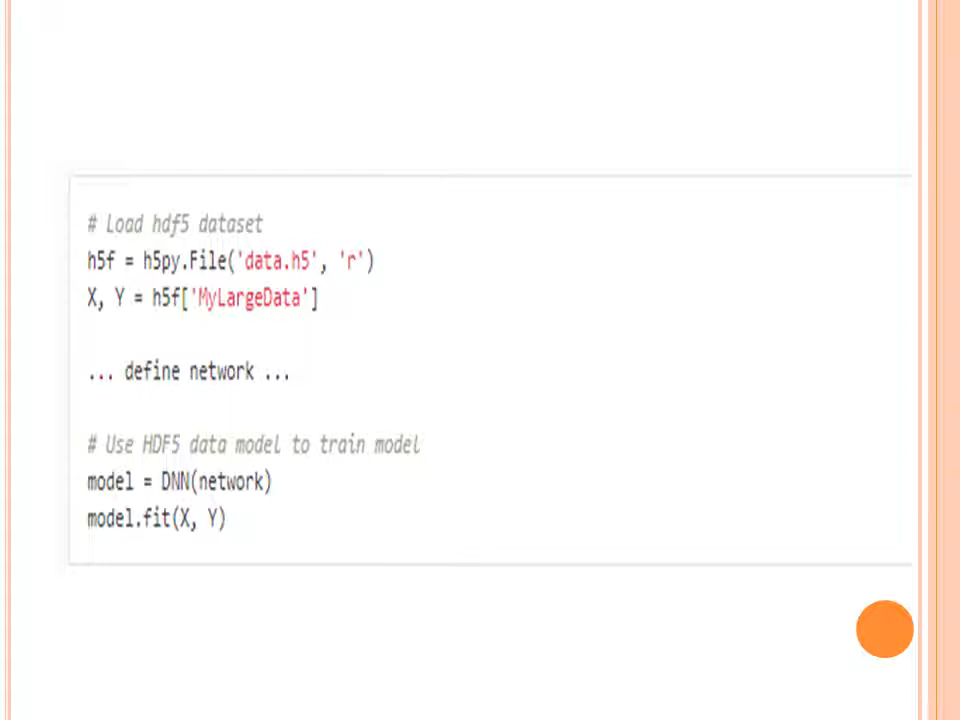 # Load hdf5 dataset
h5f = h5py.File('data.h5', 'r')
X, Y = h5f['MyLargeData']
... define network ...
# Use HDF5 data model to train model
model = DNN(network)
model.fit(X, Y)